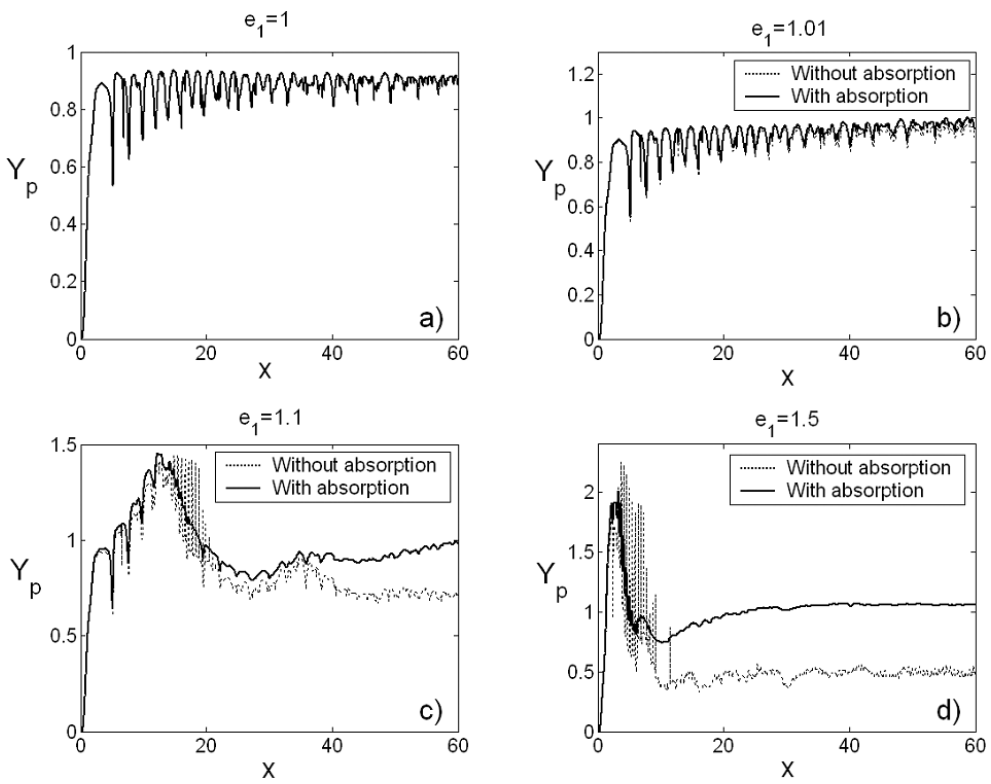 e1=1
1
0.8
0.6
0.4
0.2
0
Yp
0 20 40 60
x
a)
e1=1.01
Without absorption
With absorption
1.2
1
0.8
0.6
0.4
0.2
0
Yp
0 20 40 60
x
b)
e1=1.1
Without absorption
With absorption
1.5
1
0.5
0
Yp
0 20 40 60
x
c)
e1=1.5
Without absorption
With absorption
2
1.5
1
0.5
0
Yp
0 20 40 60
x
d)